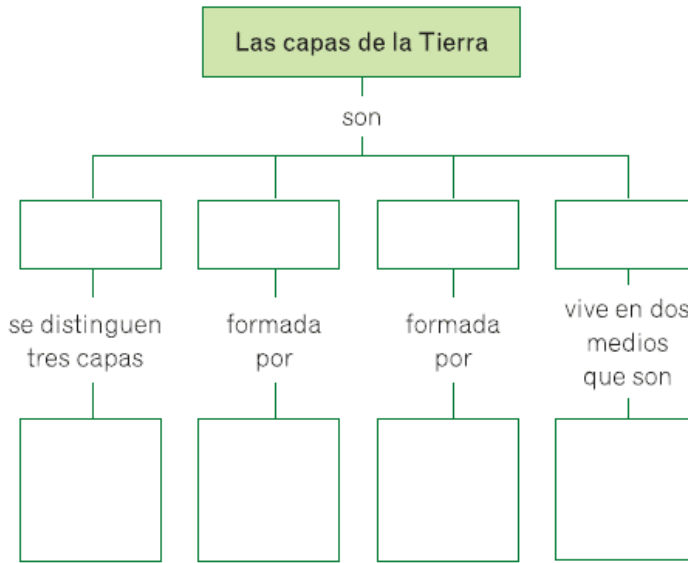 Las capas de la Tierra
son
se distinguen
tres capas
formada
por
formada
por
vive en dos
medios
que son